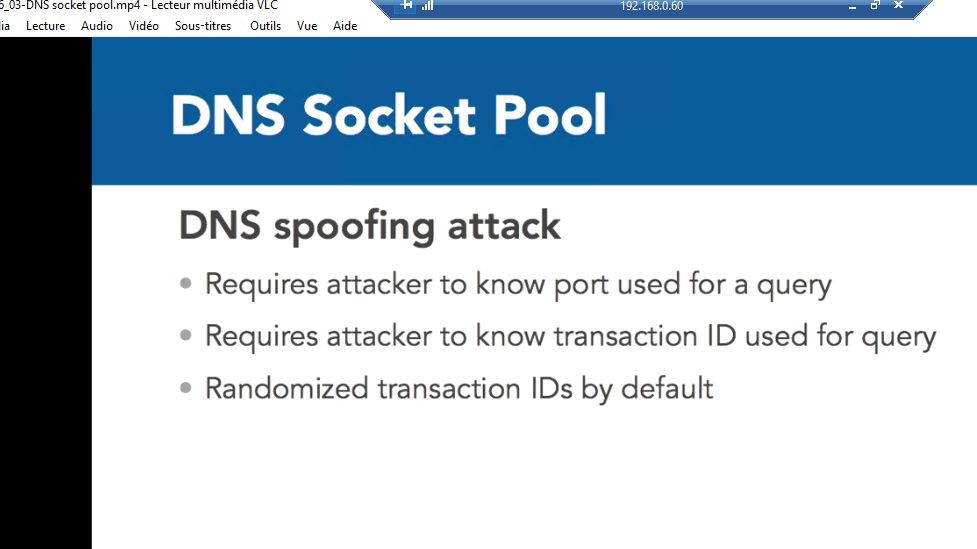 6_03-DNS socket pool.mp4 - Lecteur multimédia VLC
192.168.0.60
dia Lecture Audio Vidéo Sous-titres Outils Vue Aide
DNS Socket Pool
DNS spoofing attack
• Requires attacker to know port used for a query
• Requires attacker to know transaction ID used for query
• Randomized transaction IDs by default